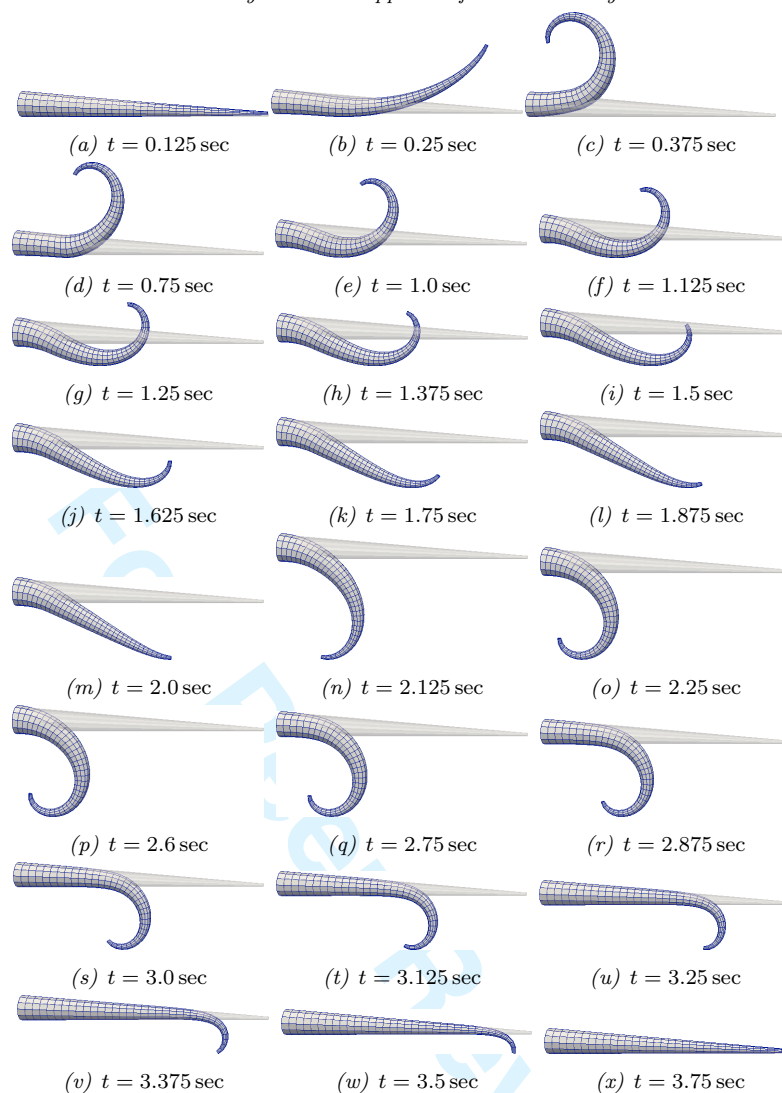 (a) t = 0.125 sec
(b) t = 0.25 sec
(c) t = 0.375 sec
(d) t = 0.75 sec
(e) t = 1.0 sec
(f) t = 1.125 sec
(g) t = 1.25 sec
(h) t = 1.375 sec
(i) t = 1.5 sec
(j) t = 1.625 sec
(k) t = 1.75 sec
(l) t = 1.875 sec
(m) t = 2.0 sec
(n) t = 2.125 sec
(o) t = 2.25 sec
(p) t = 2.6 sec
(q) t = 2.75 sec
(r) t = 2.875 sec
(s) t = 3.0 sec
(t) t = 3.125 sec
(u) t = 3.25 sec
(v) t = 3.375 sec
(w) t = 3.5 sec
(x) t = 3.75 sec